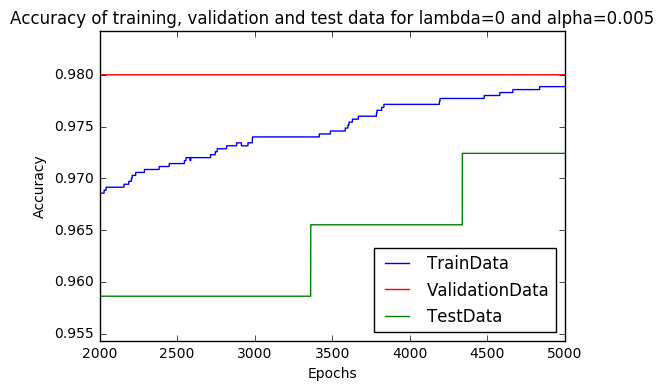 Accuracy of training, validation and test data for lambda=0 and alpha=0.005
0.980
0.975
0.970
0.965
0.960
0.955
Accuracy
2000 2500 3000 3500 4000 4500 5000
Epochs
TrainData
ValidationData
TestData